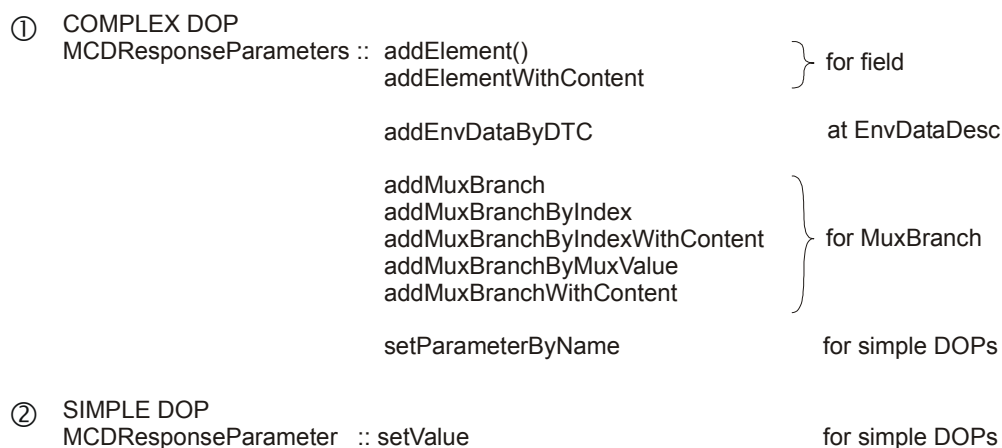 ① COMPLEX DOP
MCDResponseParameters :: addElement()
addElementWithContent
for field
addEnvDataByDTC at EnvDataDesc
addMuxBranch
addMuxBranchByIndex
addMuxBranchByIndexWithContent
addMuxBranchByMuxValue
addMuxBranchWithContent
for MuxBranch
setParameterByName for simple DOPs
② SIMPLE DOP
MCDResponseParameter :: setValue for simple DOPs